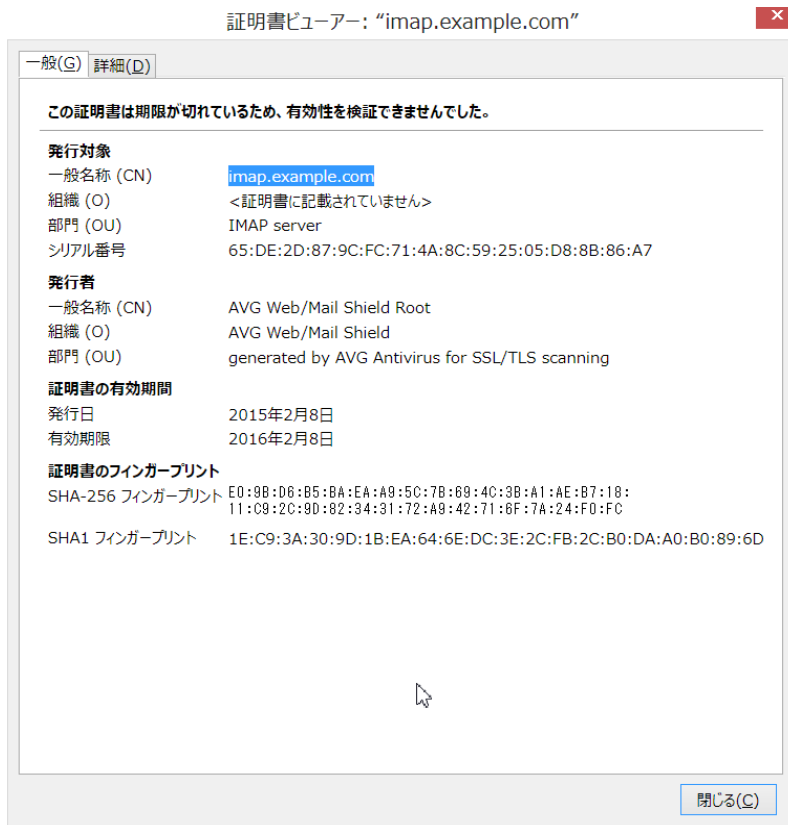 証明書ビューアー: “imap.example.com”
×
一般(G) 詳細(D)
この証明書は期限が切れているため、有効性を検証できませんでした。
発行対象
一般名称 (CN) imap.example.com
組織 (O) <証明書に記載されていません>
部門 (OU) IMAP server
シリアル番号 65:DE:2D:87:9C:FC:71:4A:8C:59:25:05:D8:8B:86:A7
発行者
一般名称 (CN) AVG Web/Mail Shield Root
組織 (O) AVG Web/Mail Shield
部門 (OU) generated by AVG Antivirus for SSL/TLS scanning
証明書の有効期間
発行日 2015年2月8日
有効期限 2016年2月8日
証明書のフィンガープリント
SHA-256 フィンガープリント E0:9B:D6:B5:BA:EA:A9:5C:7B:69:4C:3B:A1:AE:B7:18:
11:C9:2C:9D:82:34:31:72:A9:42:71:6F:7A:24:F0:FC
SHA1 フィンガープリント 1E:C9:3A:30:9D:1B:EA:64:6E:DC:3E:2C:FB:2C:B0:DA:A0:B0:89:6D
閉じる(C)